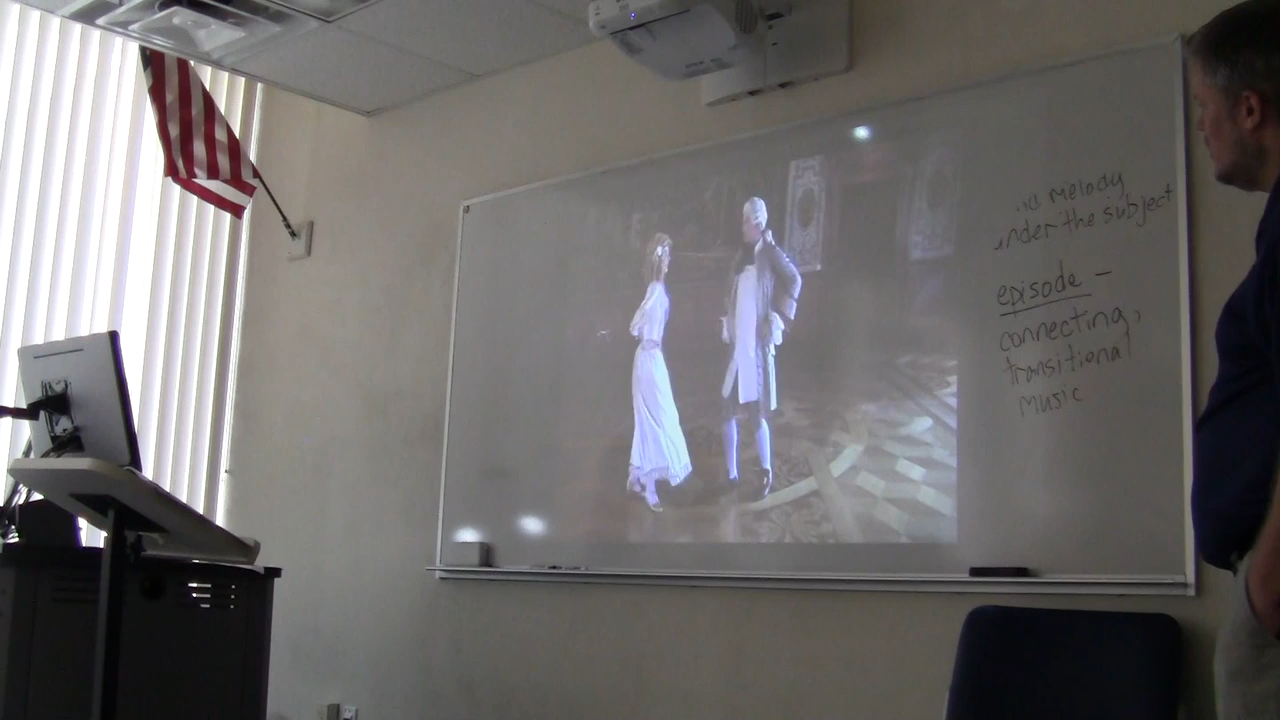 melody
under the subject
episode -
connecting,
transitional
music